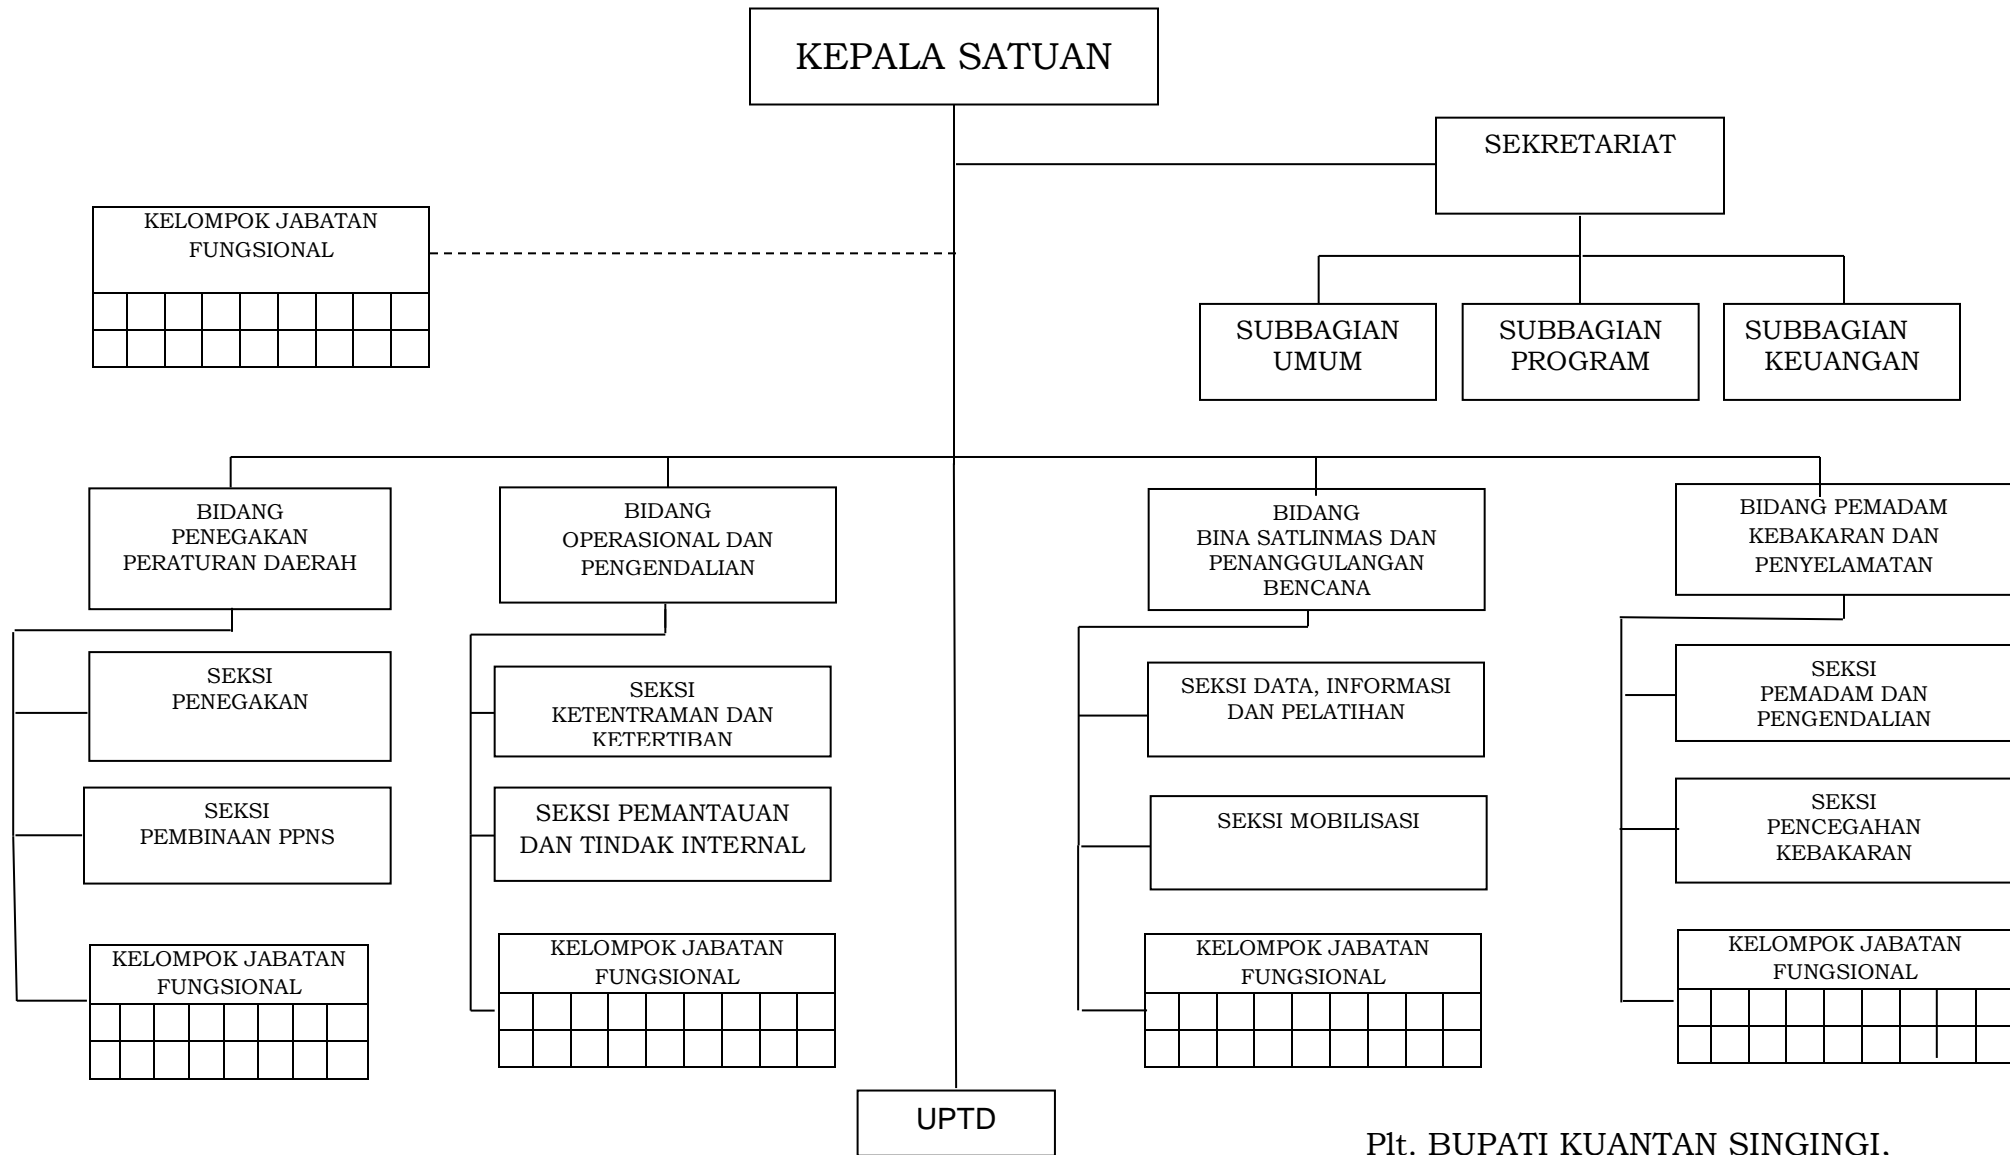 KEPALA SATUAN
SEKRETARIAT
KELOMPOK JABATAN
FUNGSIONAL
SUBBAGIAN
UMUM
SUBBAGIAN
PROGRAM
SUBBAGIAN
KEUANGAN
BIDANG
PENEGAKAN
PERATURAN DAERAH
BIDANG
OPERASIONAL DAN
PENGENDALIAN
BIDANG
BINA SATLINMAS DAN
PENANGGULANGAN
BENCANA
BIDANG PEMADAM
KEBAKARAN DAN
PENYELAMATAN
SEKSI
PENEGAKAN
SEKSI
KETENTRAMAN DAN
KETERTIBAN
SEKSI DATA, INFORMASI
DAN PELATIHAN
SEKSI
PEMADAM DAN
PENGENDALIAN
SEKSI
PEMBINAAN PPNS
SEKSI PEMANTAUAN
DAN TINDAK INTERNAL
SEKSI MOBILISASI
SEKSI
PENCEGAHAN
KEBAKARAN
KELOMPOK JABATAN
FUNGSIONAL
KELOMPOK JABATAN
FUNGSIONAL
KELOMPOK JABATAN
FUNGSIONAL
KELOMPOK JABATAN
FUNGSIONAL
UPTD
Plt. BUPATI KUANTAN SINGINGI,